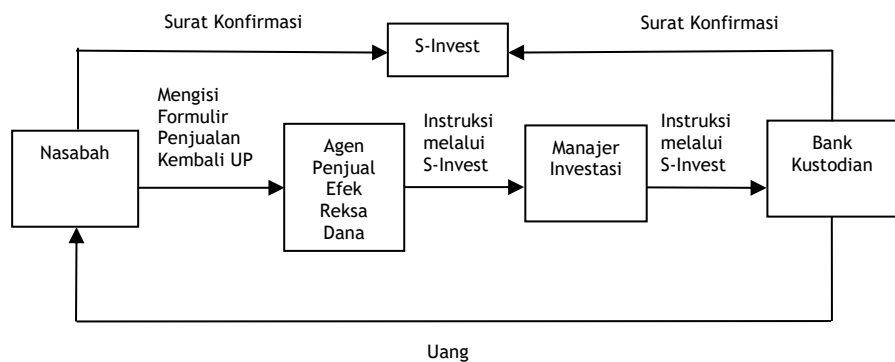 Surat Konfirmasi
Surat Konfirmasi
S-Invest
Mengisi
Formulir
Penjualan
Kembali UP
Instruksi
melalui
S-Invest
Instruksi
melalui
S-Invest
Nasabah
Agen
Penjual
Efek
Reksa
Dana
Manajer
Investasi
Bank
Kustodian
Uang